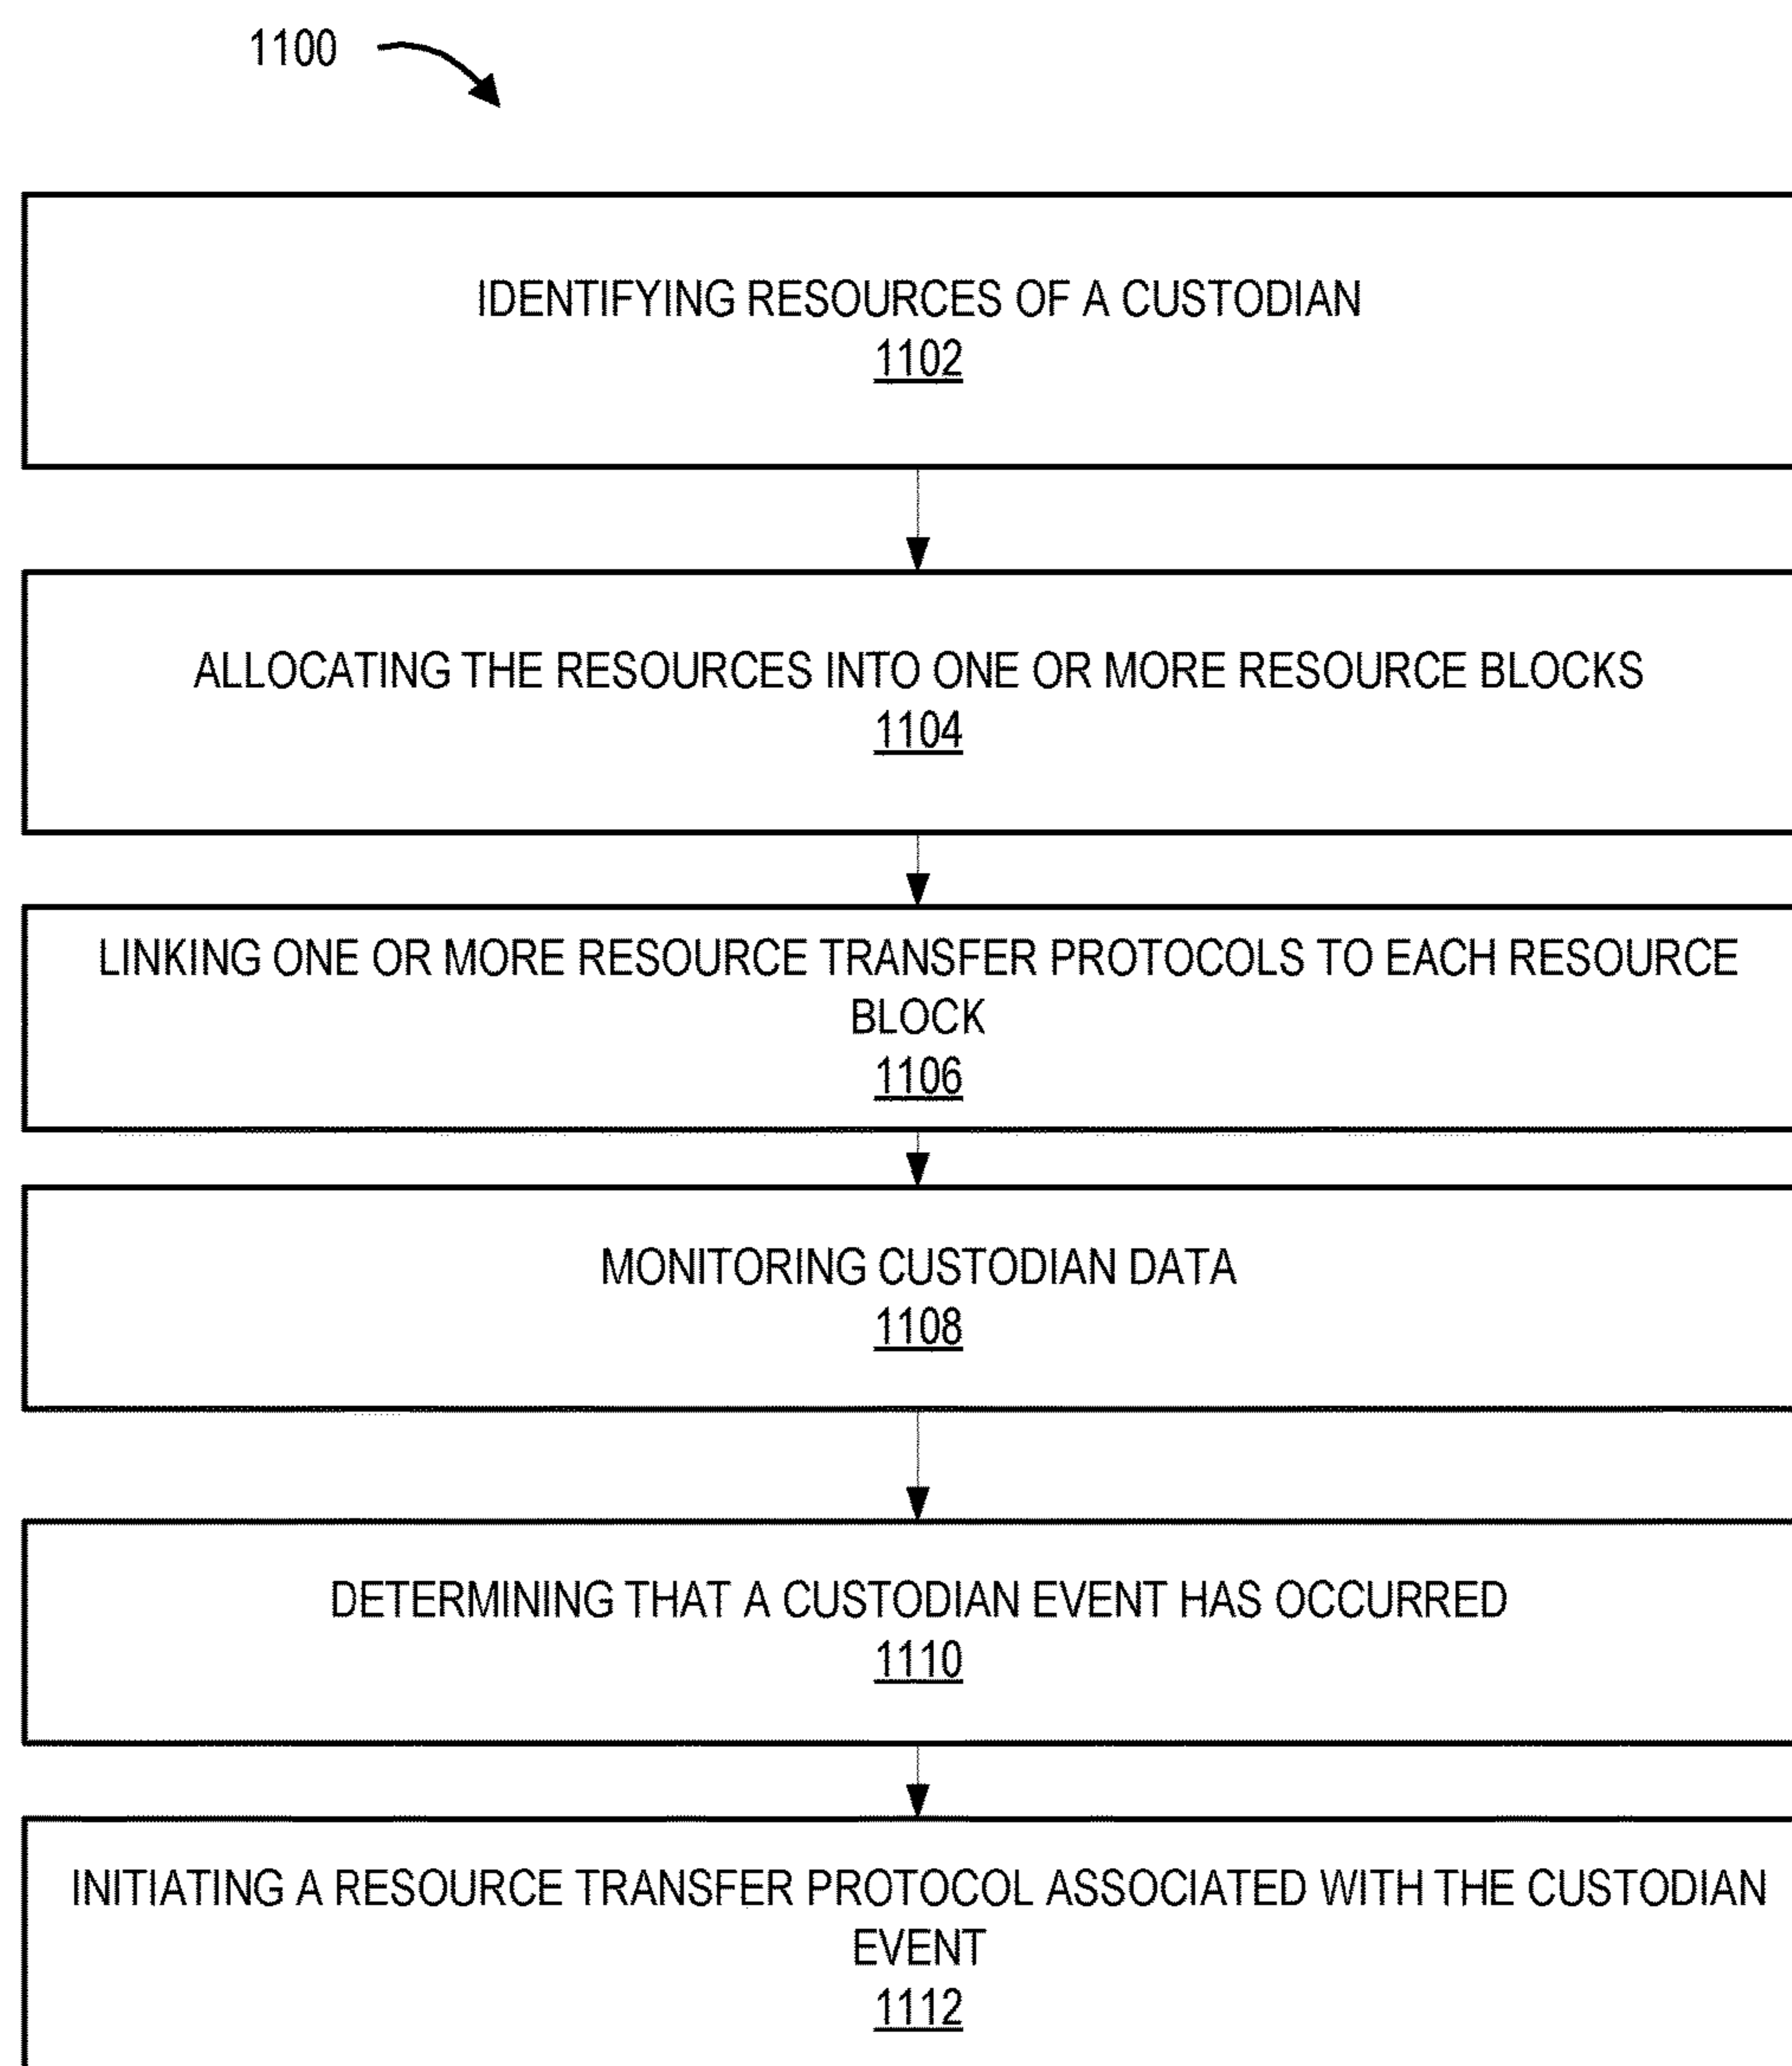 1100
IDENTIFYING RESOURCES OF A CUSTODIAN
1102
ALLOCATING THE RESOURCES INTO ONE OR MORE RESOURCE BLOCKS
1104
LINKING ONE OR MORE RESOURCE TRANSFER PROTOCOLS TO EACH RESOURCE
BLOCK
1106
MONITORING CUSTODIAN DATA
1108
DETERMINING THAT A CUSTODIAN EVENT HAS OCCURRED
1110
INITIATING A RESOURCE TRANSFER PROTOCOL ASSOCIATED WITH THE CUSTODIAN
EVENT
1112